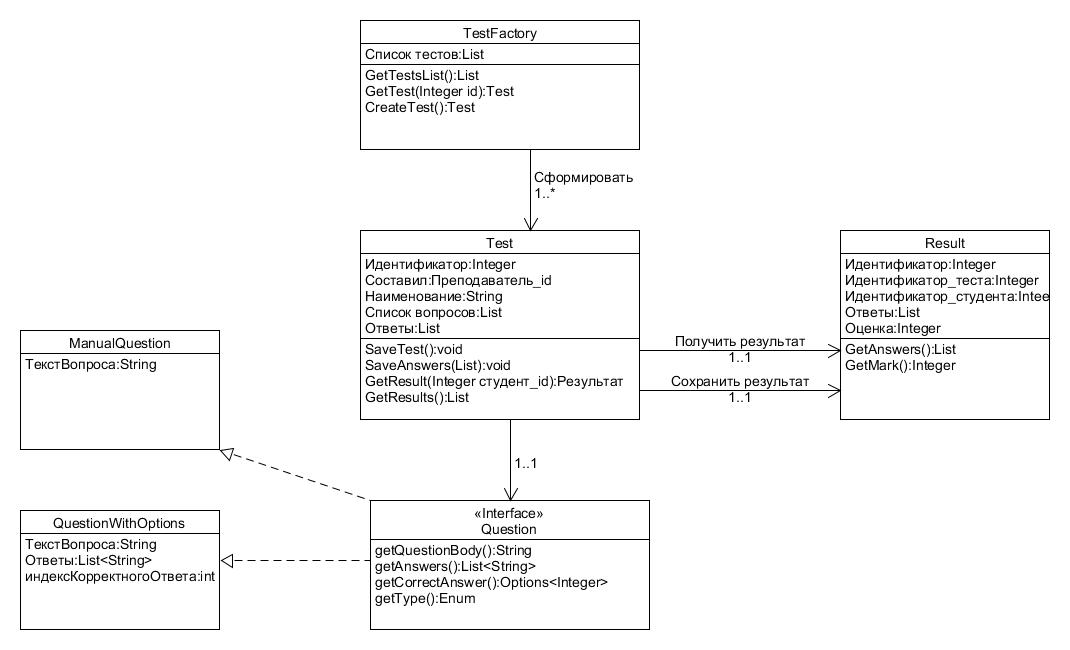 TestFactory
Список тестов:List
GetTestsList():List
GetTest(Integer id):Test
CreateTest():Test
Сформировать
1..*
Test
Идентификатор:Integer
Составил:Преподаватель_id
Наименование:String
Список вопросов:List
Ответы:List
SaveTest():void
SaveAnswers(List):void
GetResult(Integer студент_id):Результат
GetResults():List
Получить результат
1..1
Сохранить результат
1..1
Result
Идентификатор:Integer
Идентификатор_теста:Integer
Идентификатор_студента:Intee
Ответы:List
Оценка:Integer
GetAnswers():List
GetMark():Integer
ManualQuestion
ТекстВопроса:String
1..1
QuestionWithOptions
ТекстВопроса:String
Ответы:List<String>
индексКорректногоОтвета:int
«Interface»
Question
getQuestionBody():String
getAnswers():List<String>
getCorrectAnswer():Options<Integer>
getType():Enum